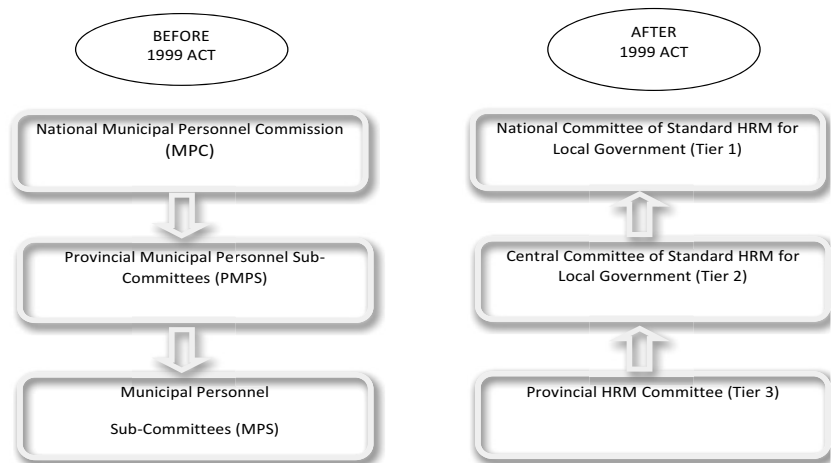 BEFORE
1999 ACT
National Municipal Personnel Commission
(MPC)
Provincial Municipal Personnel Sub-
Committees (PMPS)
Municipal Personnel
Sub-Committees (MPS)
AFTER
1999 ACT
National Committee of Standard HRM for
Local Government (Tier 1)
Central Committee of Standard HRM for
Local Government (Tier 2)
Provincial HRM Committee (Tier 3)